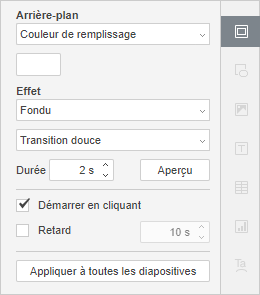 Arrière-plan
Couleur de remplissage
Effet
Fondu
Transition douce
Durée 2 s Aperçu
Démarrer en cliquant
Retard 10 s
Appliquer à toutes les diapositives